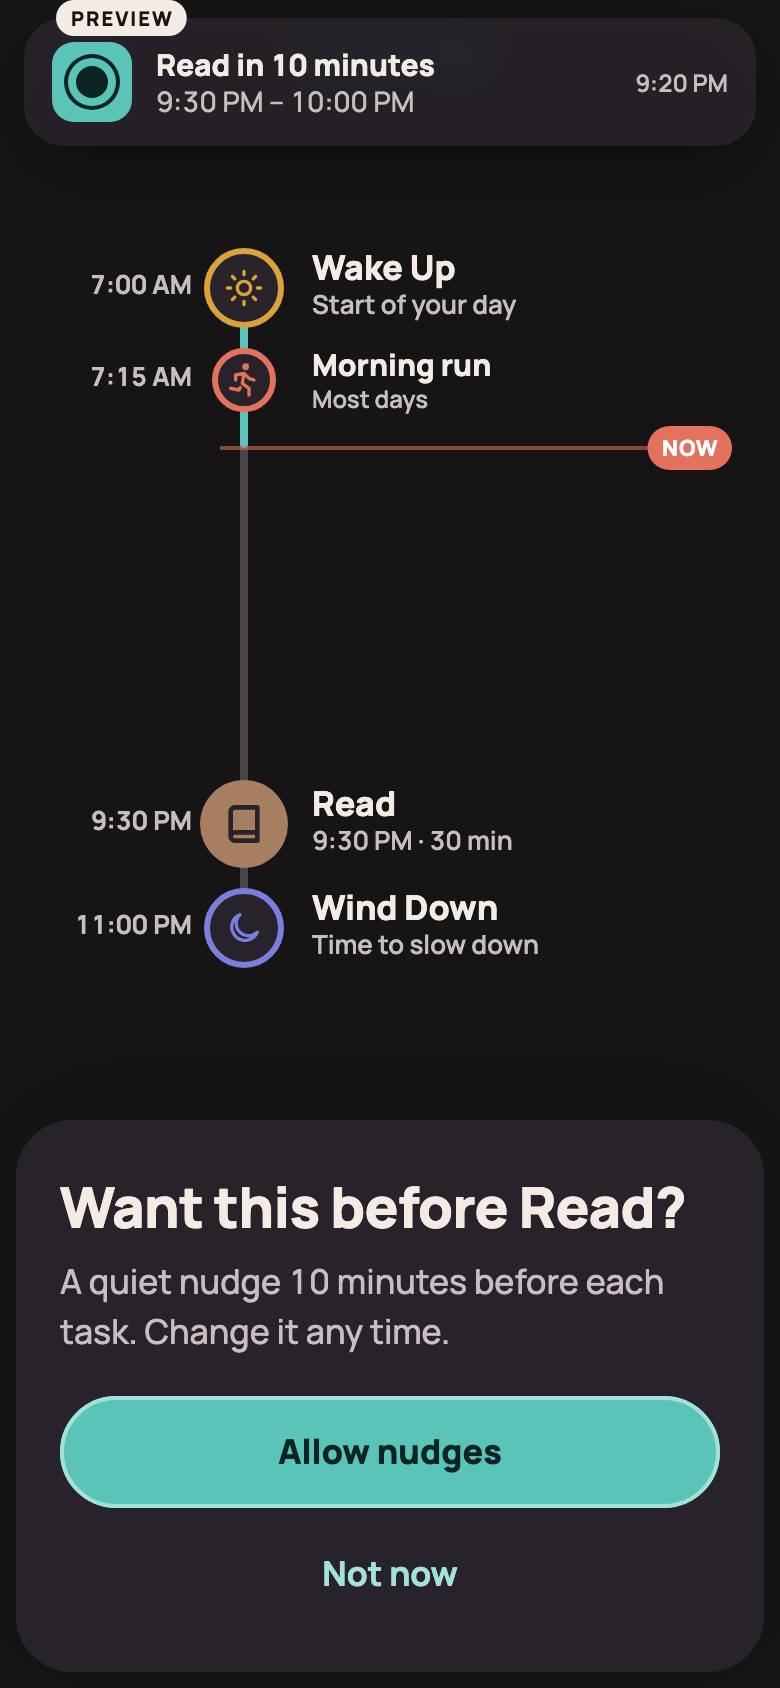 PREVIEW
Read in 10 minutes
9:30 PM – 10:00 PM
9:20 PM
7:00 AM
Wake Up
Start of your day
7:15 AM
Morning run
Most days
NOW
9:30 PM
Read
9:30 PM · 30 min
11:00 PM
Wind Down
Time to slow down
Want this before Read?
A quiet nudge 10 minutes before each
task. Change it any time.
Allow nudges
Not now